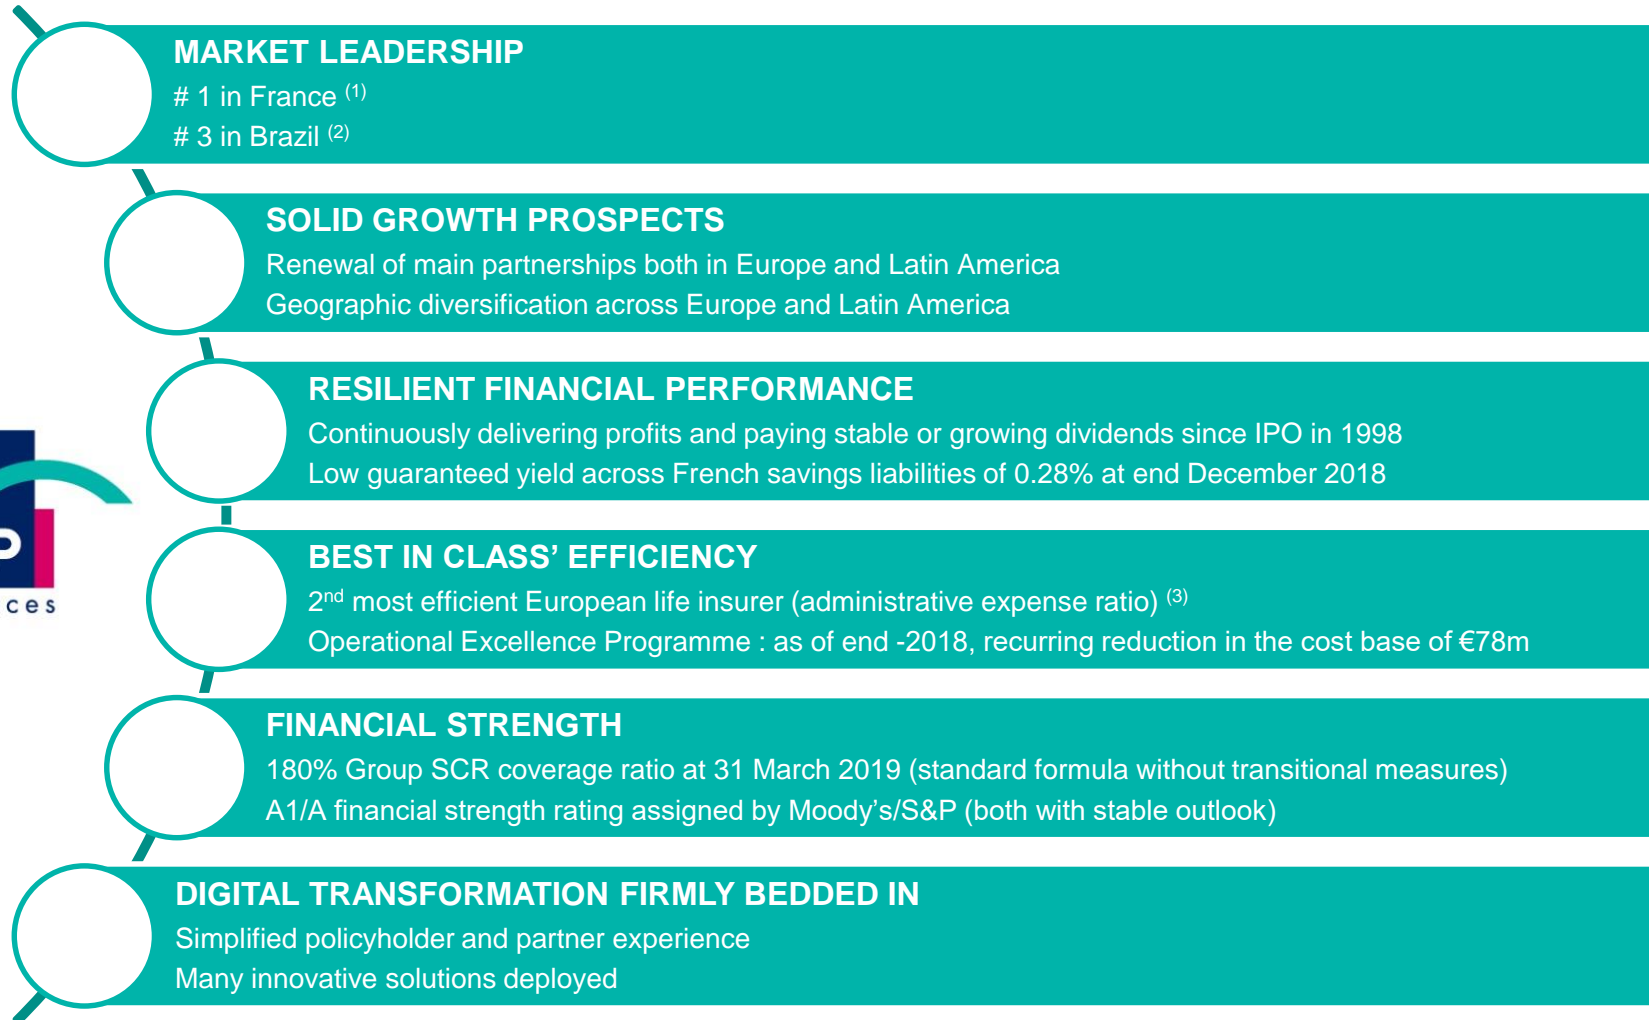 MARKET LEADERSHIP
# 1 in France (1)
# 3 in Brazil (2)
SOLID GROWTH PROSPECTS
Renewal of main partnerships both in Europe and Latin America
Geographic diversification across Europe and Latin America
RESILIENT FINANCIAL PERFORMANCE
Continuously delivering profits and paying stable or growing dividends since IPO in 1998
Low guaranteed yield across French savings liabilities of 0.28% at end December 2018
P
ces
BEST IN CLASS’ EFFICIENCY
2nd most efficient European life insurer (administrative expense ratio) (3)
Operational Excellence Programme : as of end -2018, recurring reduction in the cost base of €78m
FINANCIAL STRENGTH
180% Group SCR coverage ratio at 31 March 2019 (standard formula without transitional measures)
A1/A financial strength rating assigned by Moody’s/S&P (both with stable outlook)
DIGITAL TRANSFORMATION FIRMLY BEDDED IN
Simplified policyholder and partner experience
Many innovative solutions deployed